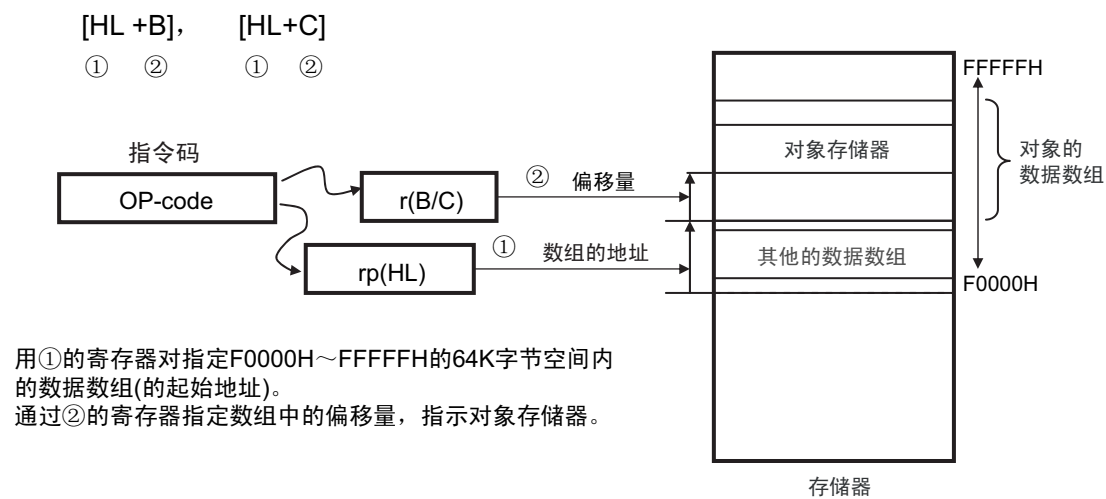 [HL +B],    [HL+C]
① ② ① ②
FFFFFH
指令码
对象存储器
对象的
数据数组
OP-code
r(B/C)
② 偏移量
rp(HL)
① 数组的地址
其他的数据数组
F0000H
用①的寄存器对指定F0000H～FFFFFH的64K字节空间内
的数据数组(的起始地址)。
通过②的寄存器指定数组中的偏移量，指示对象存储器。
存储器